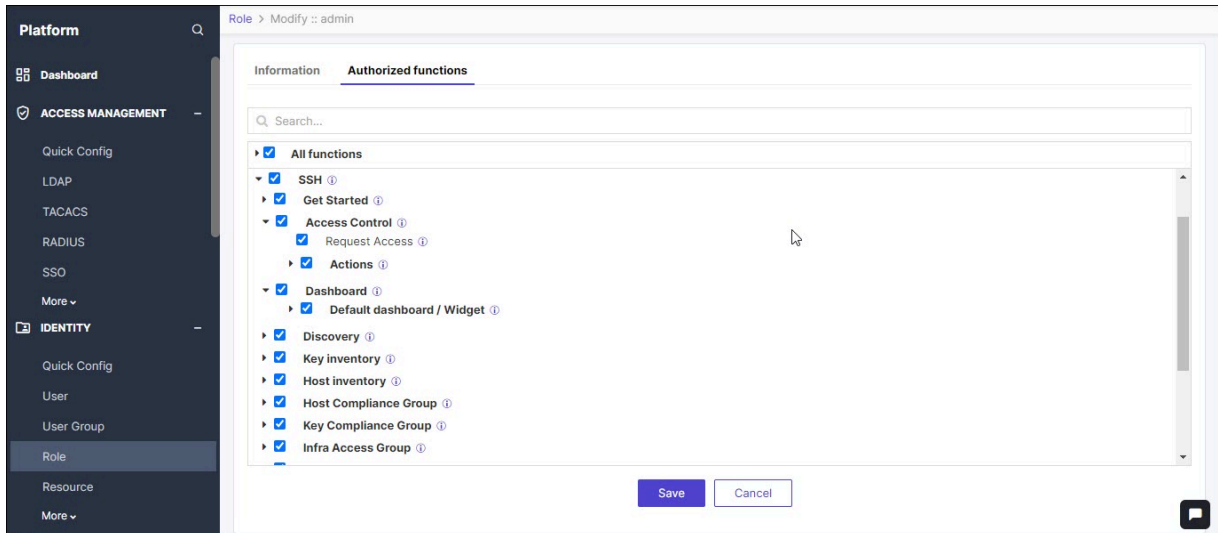 Platform
Dashboard
ACCESS MANAGEMENT
Quick Config
LDAP
TACACS
RADIUS
SSO
More
IDENTITY
Quick Config
User
User Group
Role
Resource
More
Role > Modify :: admin
Information Authorized functions
Search...
All functions
SSH
Get Started
Access Control
Request Access
Actions
Dashboard
Default dashboard / Widget
Discovery
Key inventory
Host inventory
Host Compliance Group
Key Compliance Group
Infra Access Group
Save Cancel